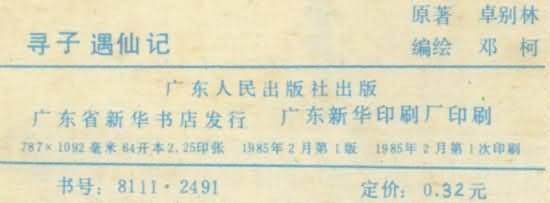 原著 卓别林
寻子遇仙记
编绘 邓柯
广东人民出版社出版
广东省新华书店发行 广东新华印刷厂印刷
787×1092毫米 64开本 2.25印张 1985年2月第1版 1985年2月第1次印刷
书号：8111·2491 定价：0.32元